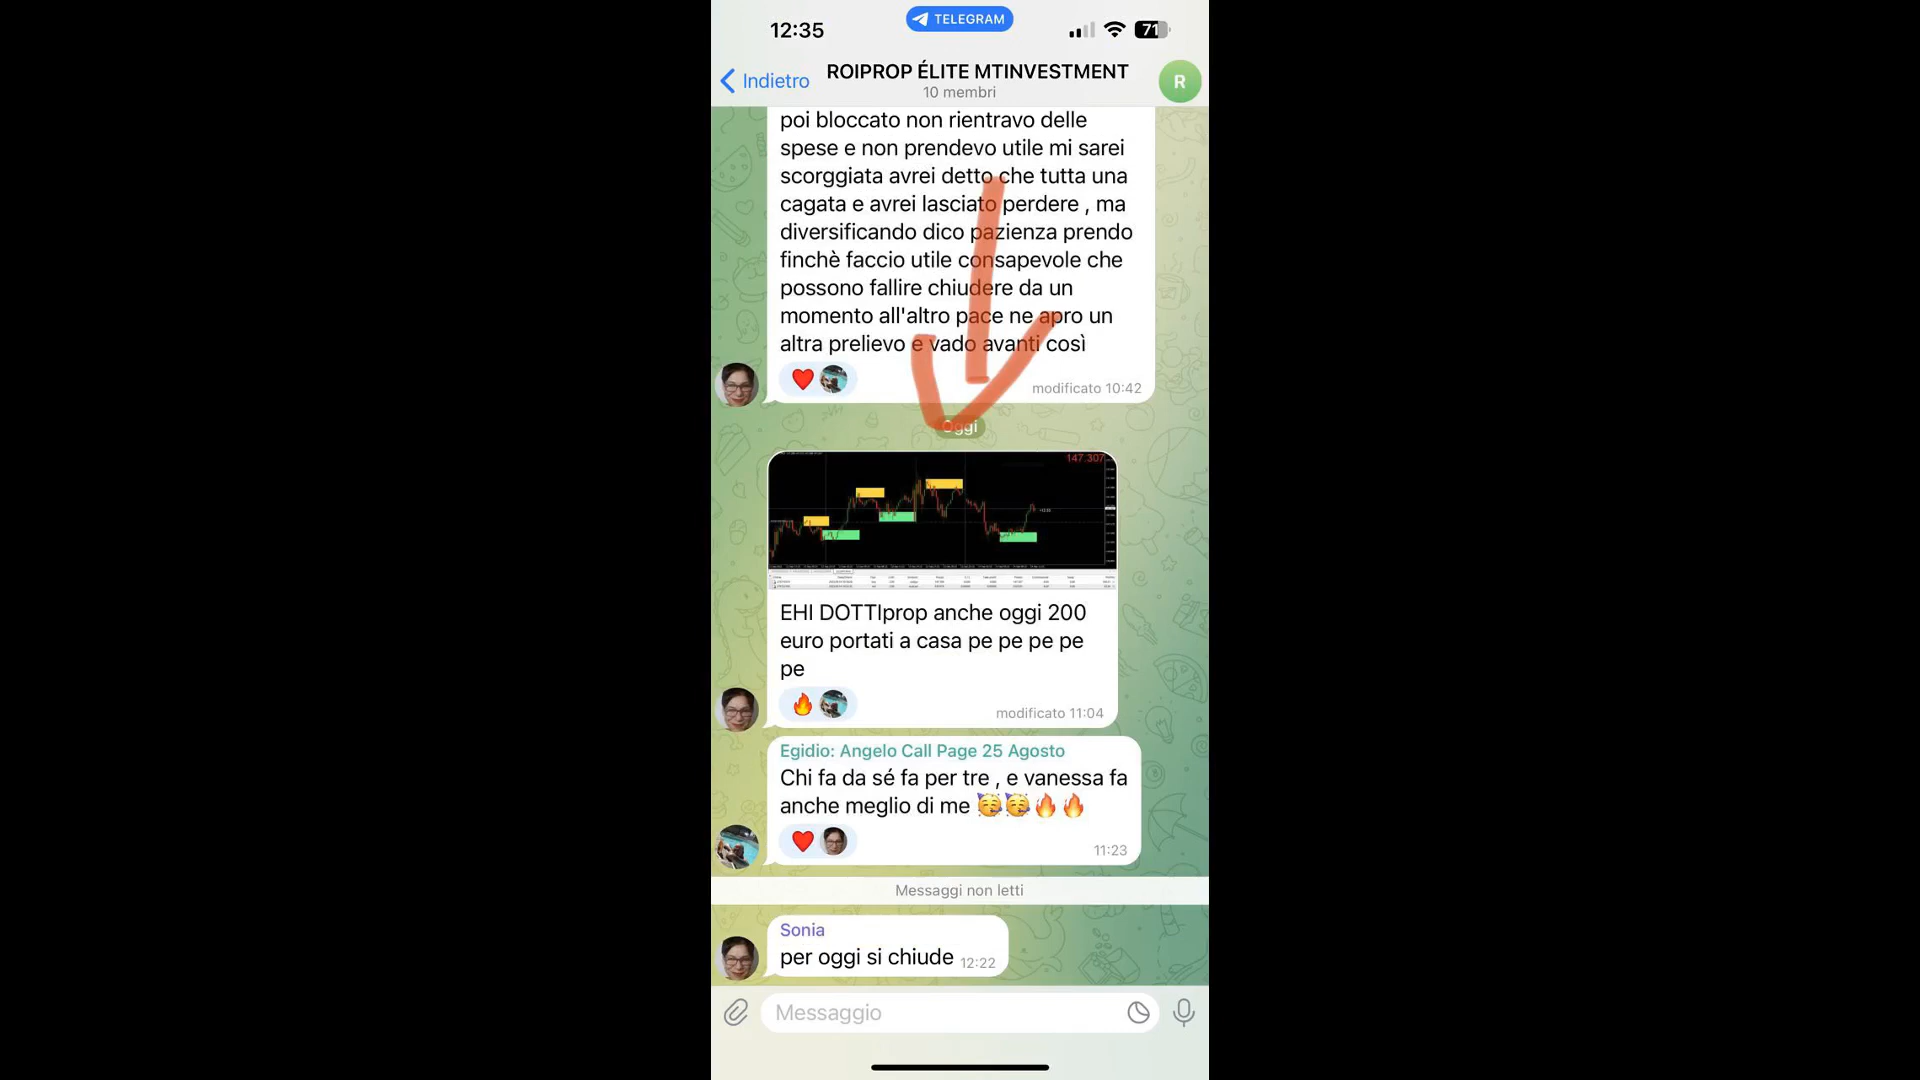 12:35
TELEGRAM
71
Indietro
ROIPROP ÉLITE MTINVESTMENT
10 membri
R
poi bloccato non rientravo delle
spese e non prendevo utile mi sarei
scorggiata avrei detto che tutta una
cagata e avrei lasciato perdere , ma
diversificando dico pazienza prendo
finchè faccio utile consapevole che
possono fallire chiudere da un
momento all'altro pace ne apro un
altra prelievo e vado avanti così
modificato 10:42
Oggi
147.307
EHI DOTTIprop anche oggi 200
euro portati a casa pe pe pe pe
pe
modificato 11:04
Egidio: Angelo Call Page 25 Agosto
Chi fa da sé fa per tre , e vanessa fa
anche meglio di me 🥳🥳🔥🔥
11:23
Messaggi non letti
Sonia
per oggi si chiude 12:22
Messaggio